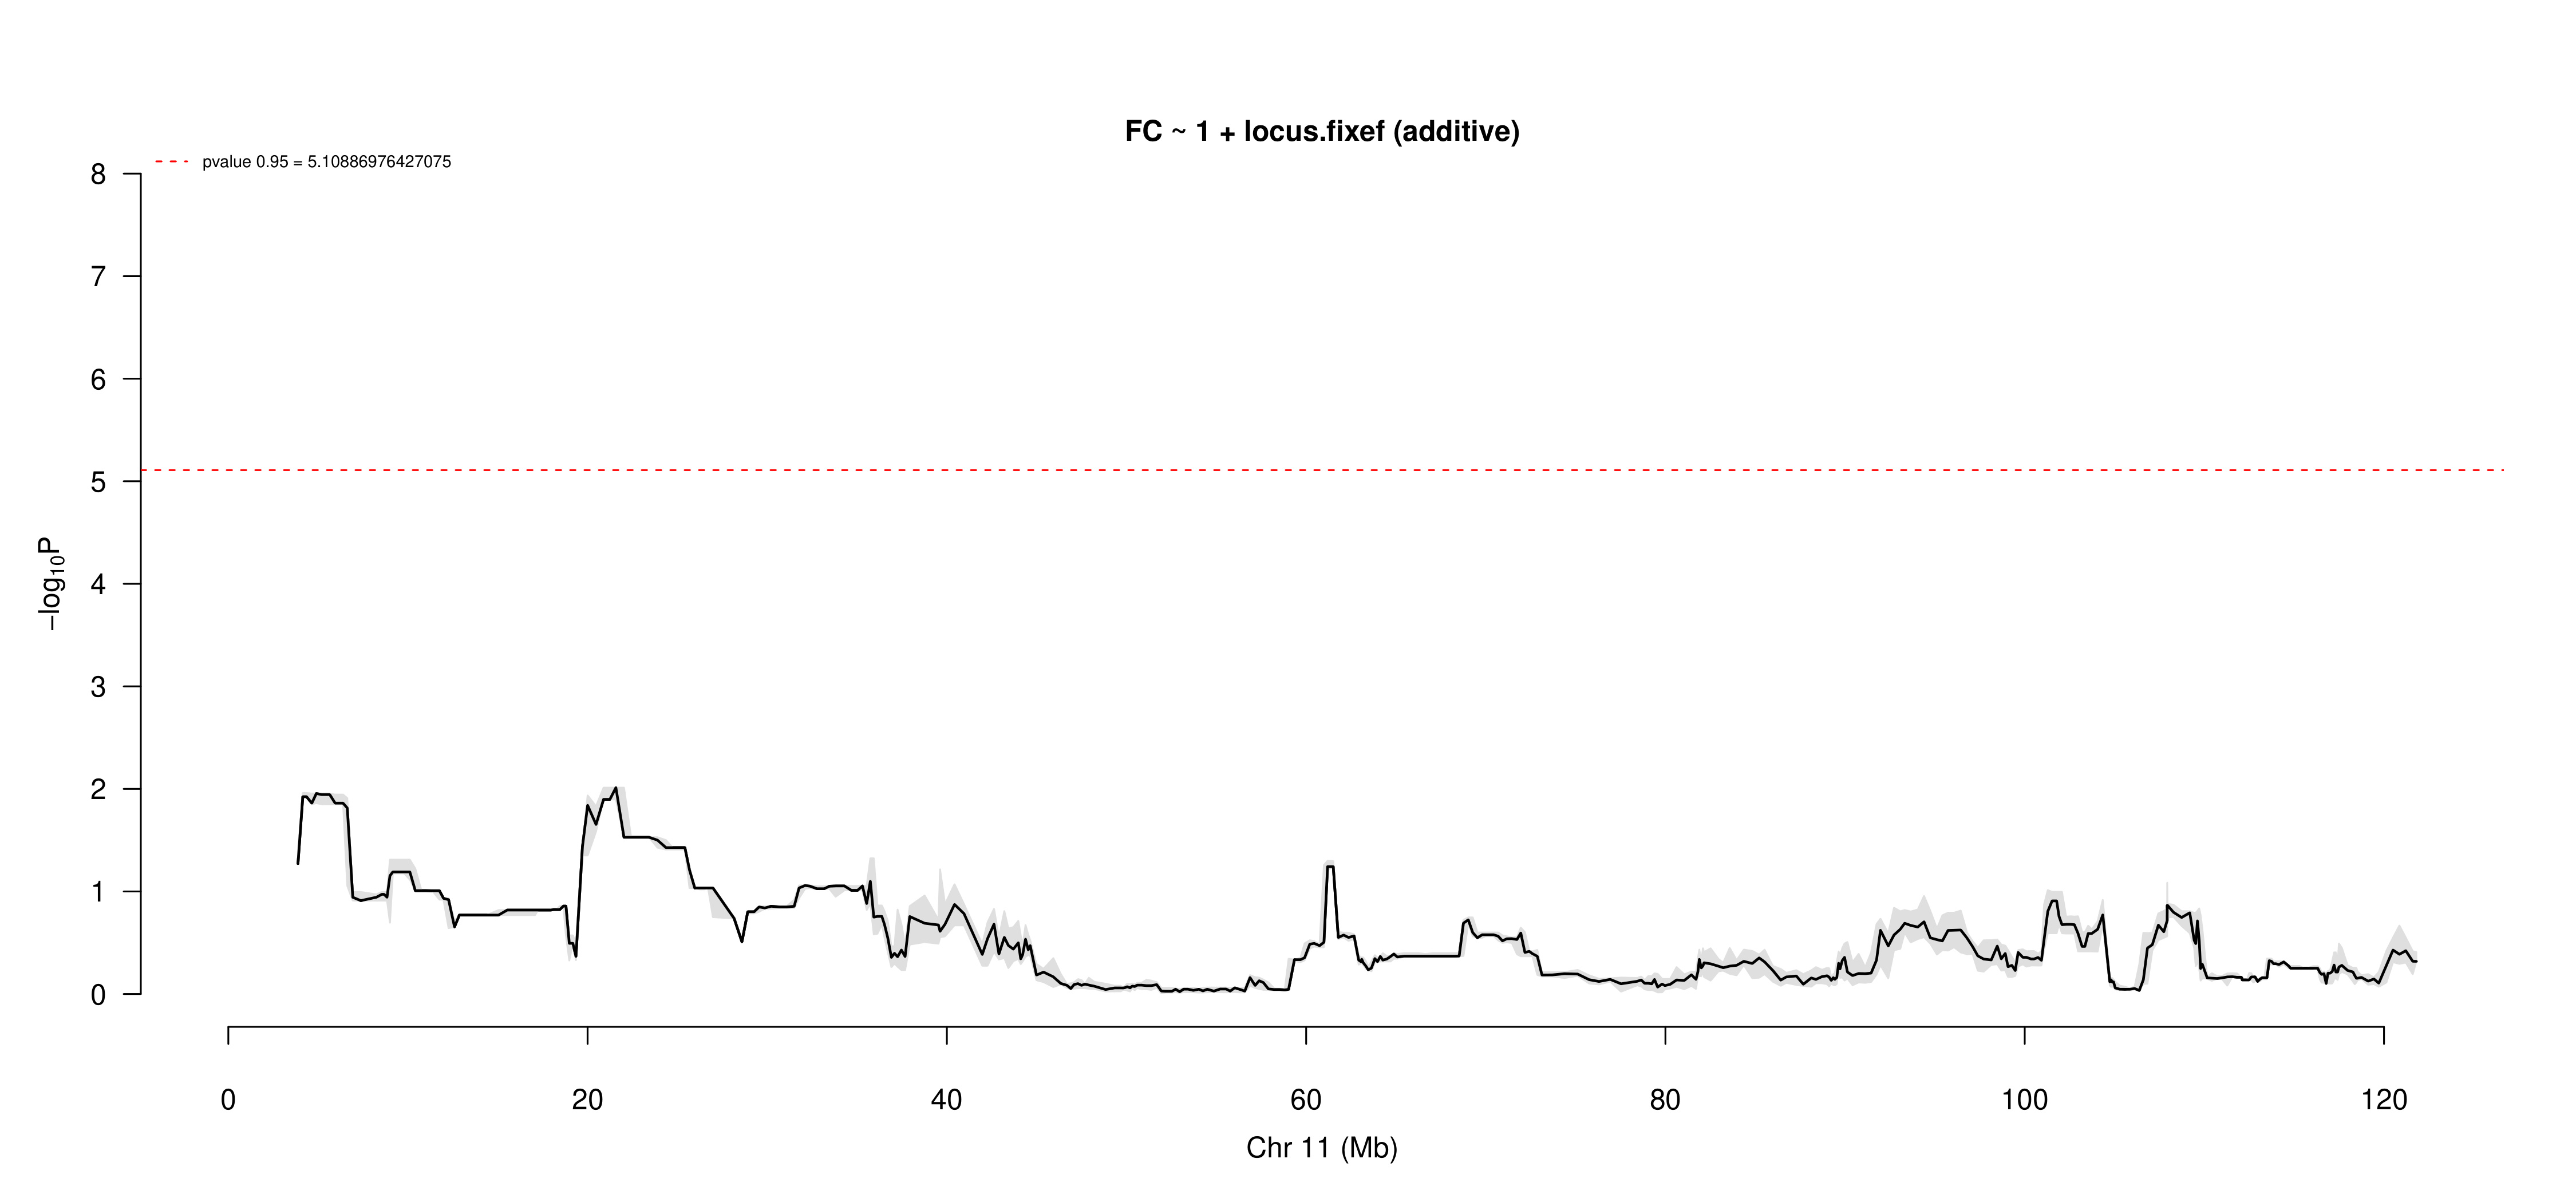 FC ~ 1 + locus.fixef (additive)
pvalue 0.95 = 5.10886976427075
8
7
6
5
4
3
2
1
0
−log10P
0 20 40 60 80 100 120
Chr 11 (Mb)